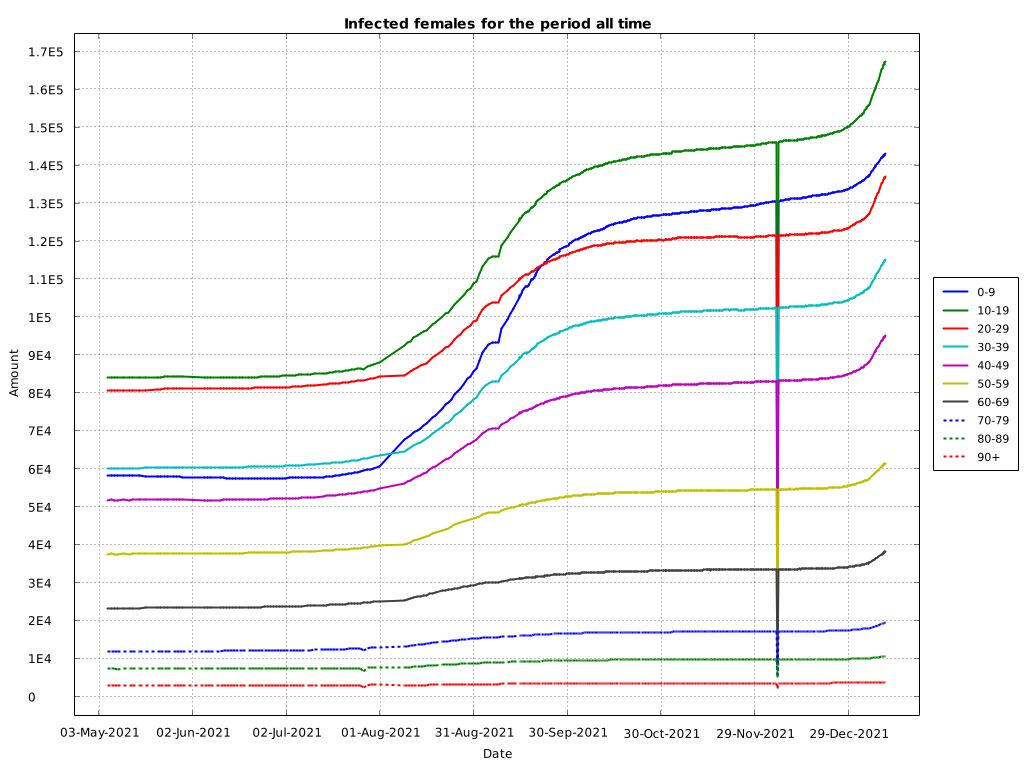 Infected females for the period all time
1.7E5
1.6E5
1.5E5
1.4E5
1.3E5
1.2E5
1.1E5
1E5
9E4
8E4
7E4
6E4
5E4
4E4
3E4
2E4
1E4
0
Amount
03-May-2021 02-Jun-2021 02-Jul-2021 01-Aug-2021 31-Aug-2021 30-Sep-2021 30-Oct-2021 29-Nov-2021 29-Dec-2021
Date
0-9
10-19
20-29
30-39
40-49
50-59
60-69
70-79
80-89
90+